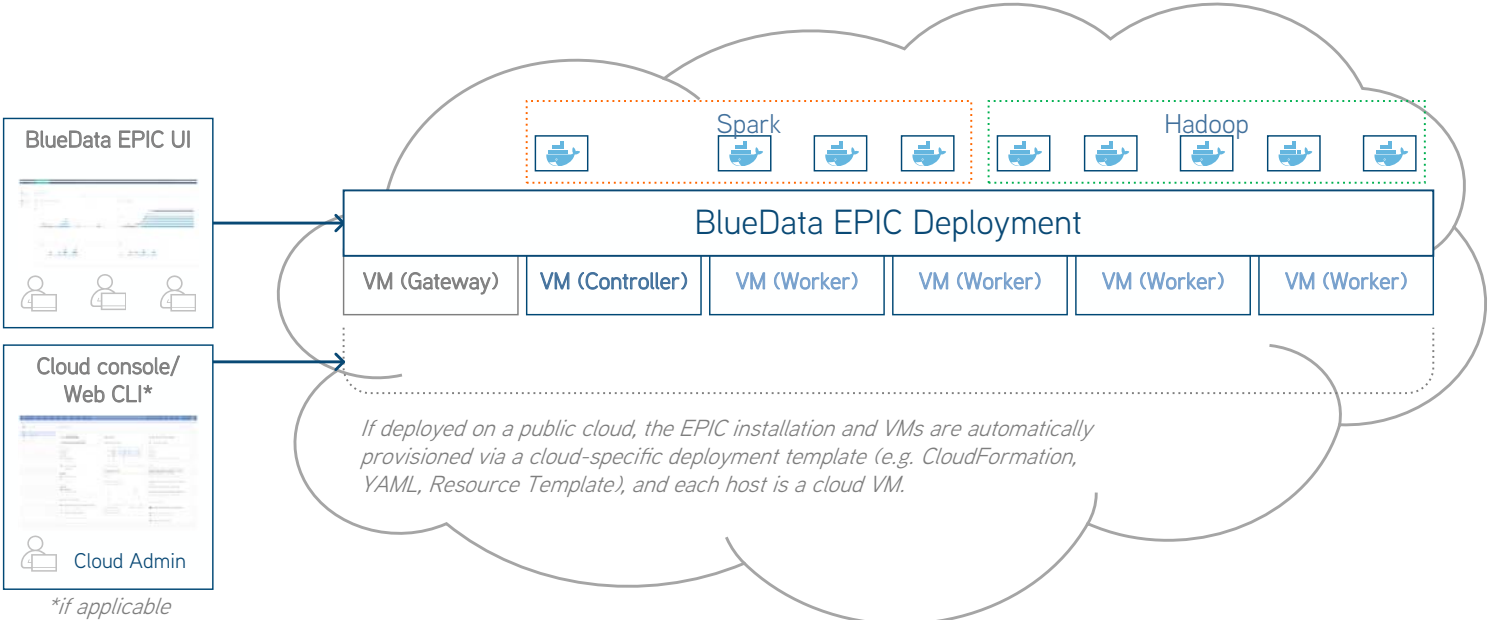 BlueData EPIC UI
Spark
Hadoop
BlueData EPIC Deployment
VM (Gateway)
VM (Controller)
VM (Worker)
VM (Worker)
VM (Worker)
VM (Worker)
Cloud console/
Web CLI*
Cloud Admin
*if applicable
If deployed on a public cloud, the EPIC installation and VMs are automatically
provisioned via a cloud-specific deployment template (e.g. CloudFormation,
YAML, Resource Template), and each host is a cloud VM.